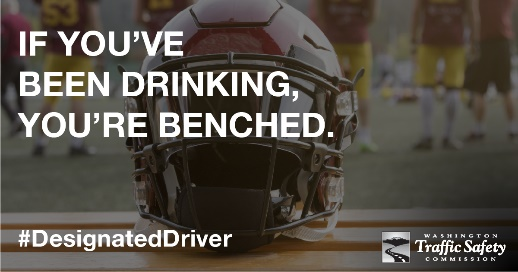 IF YOU'VE
BEEN DRINKING,
YOU'RE BENCHED.
#DesignatedDriver
WASHINGTON
Traffic Safety
COMMISSION